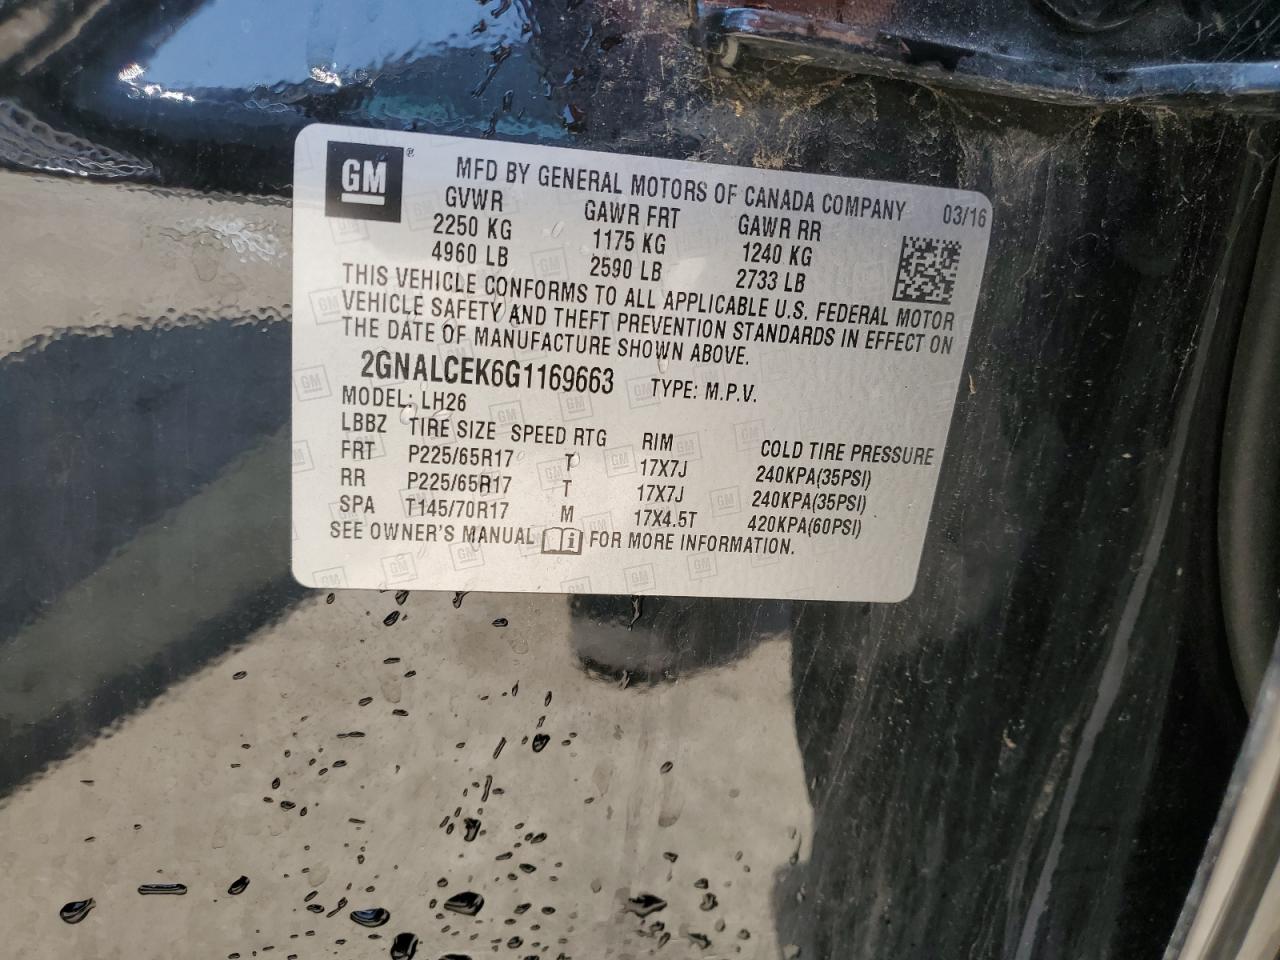 GM ®
MFD BY GENERAL MOTORS OF CANADA COMPANY 03/16
GVWR GAWR FRT GAWR RR
2250 KG 1175 KG 1240 KG
4960 LB 2590 LB 2733 LB
THIS VEHICLE CONFORMS TO ALL APPLICABLE U.S. FEDERAL MOTOR
VEHICLE SAFETY AND THEFT PREVENTION STANDARDS IN EFFECT ON
THE DATE OF MANUFACTURE SHOWN ABOVE.
2GNALCEK6G1169663 TYPE: M.P.V.
MODEL: LH26
LBBZ TIRE SIZE SPEED RTG RIM COLD TIRE PRESSURE
FRT P225/65R17 T 17X7J 240KPA(35PSI)
RR P225/65R17 T 17X7J 240KPA(35PSI)
SPA T145/70R17 M 17X4.5T 420KPA(60PSI)
SEE OWNER'S MANUAL i FOR MORE INFORMATION.